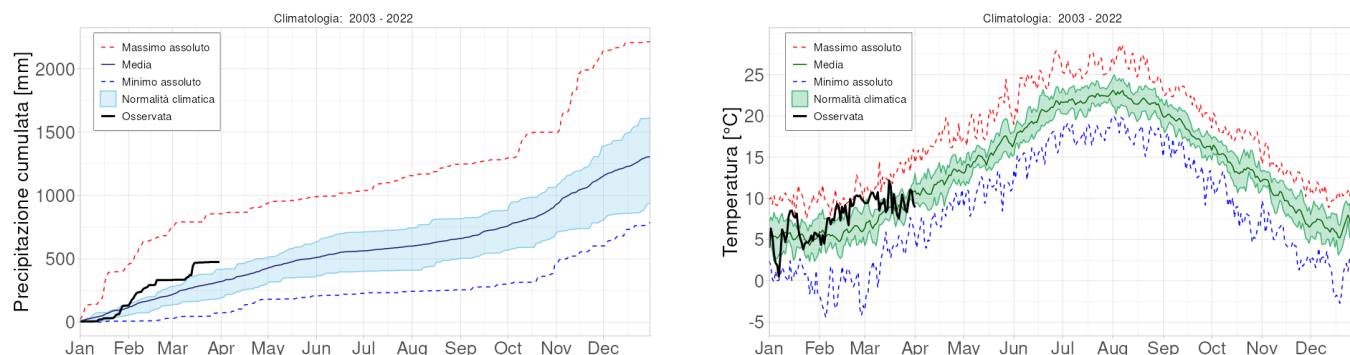 Climatologia: 2003 - 2022
Massimo assoluto
Media
Minimo assoluto
Normalità climatica
Osservata
Precipitazione cumulata [mm]
2000
1500
1000
500
0
Jan Feb Mar Apr May Jun Jul Aug Sep Oct Nov Dec
Climatologia: 2003 - 2022
Massimo assoluto
Media
Minimo assoluto
Normalità climatica
Osservata
Temperatura [°C]
25
20
15
10
5
0
-5
Jan Feb Mar Apr May Jun Jul Aug Sep Oct Nov Dec